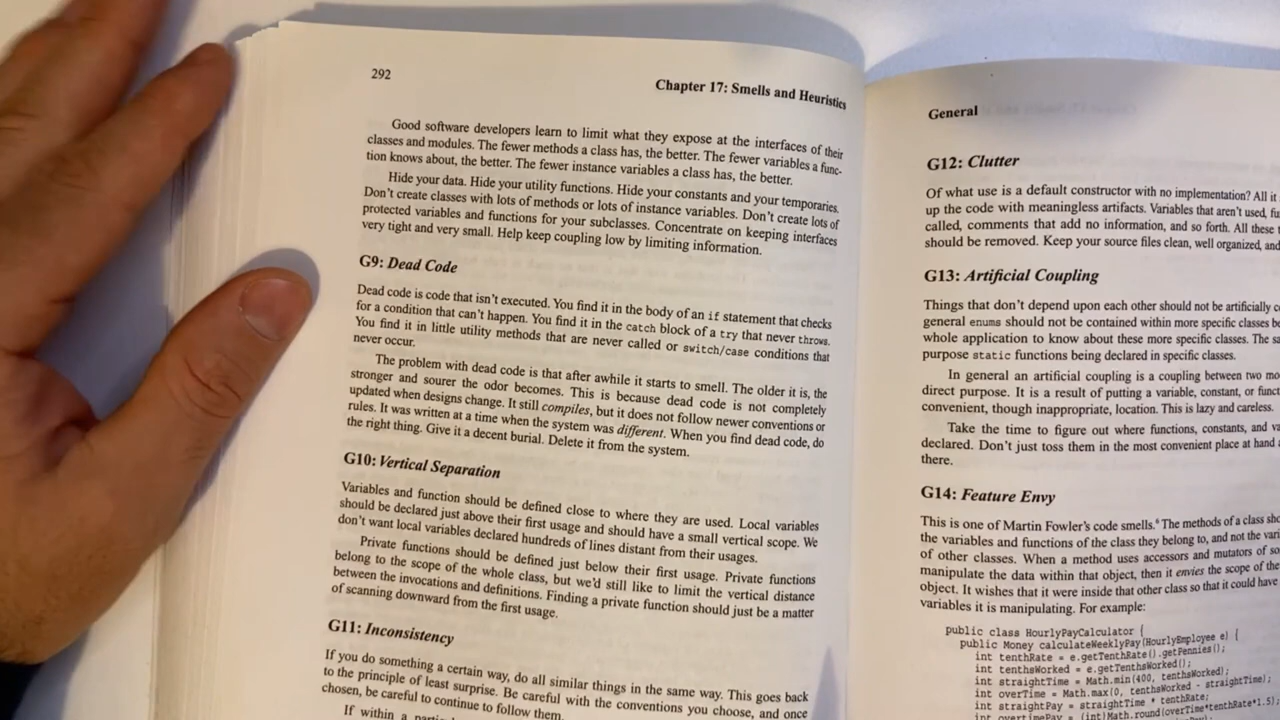 292
Chapter 17: Smells and Heuristics
Good software developers learn to limit what they expose at the interfaces of their
classes and modules. The fewer methods a class has, the better. The fewer variables a func-
tion knows about, the better. The fewer instance variables a class has, the better.
Hide your data. Hide your utility functions. Hide your constants and your temporaries.
Don't create classes with lots of methods or lots of instance variables. Don't create lots of
protected variables and functions for your subclasses. Concentrate on keeping interfaces
very tight and very small. Help keep coupling low by limiting information.
G9: Dead Code
Dead code is code that isn't executed. You find it in the body of an if statement that checks
for a condition that can't happen. You find it in the catch block of a try that never throws.
You find it in little utility methods that are never called or switch/case conditions that
never occur.
The problem with dead code is that after awhile it starts to smell. The older it is, the
stronger and sourer the odor becomes. This is because dead code is not completely
updated when designs change. It still compiles, but it does not follow newer conventions or
rules. It was written at a time when the system was different. When you find dead code, do
the right thing. Give it a decent burial. Delete it from the system.
G10: Vertical Separation
Variables and function should be defined close to where they are used. Local variables
should be declared just above their first usage and should have a small vertical scope. We
don't want local variables declared hundreds of lines distant from their usages.
Private functions should be defined just below their first usage. Private functions
belong to the scope of the whole class, but we'd still like to limit the vertical distance
between the invocations and definitions. Finding a private function should just be a matter
of scanning downward from the first usage.
G11: Inconsistency
If you do something a certain way, do all similar things in the same way. This goes back
to the principle of least surprise. Be careful with the conventions you choose, and once
chosen, be careful to continue to follow them.
If within a
General
G12: Clutter
Of what use is a default constructor with no implementation? All it
up the code with meaningless artifacts. Variables that aren't used,
called, comments that add no information, and so forth. All these
should be removed. Keep your source files clean, well organized, and
G13: Artificial Coupling
Things that don't depend upon each other should not be artificially
general enums should not be contained within more specific classes
whole application to know about these more specific classes. The
purpose static functions being declared in specific classes.
In general an artificial coupling is a coupling between two
direct purpose. It is a result of putting a variable, constant, or
convenient, though inappropriate, location. This is lazy and careless.
Take the time to figure out where functions, constants, and
declared. Don't just toss them in the most convenient place at hand
there.
G14: Feature Envy
This is one of Martin Fowler's code smells.6 The methods of a class
the variables and functions of the class they belong to, and not the
of other classes. When a method uses accessors and mutators of
manipulate the data within that object, then it envies the scope of the
object. It wishes that it were inside that other class so that it could have
variables it is manipulating. For example:
public class HourlyPayCalculator {
public Money calculateWeeklyPay(HourlyEmployee e) {
int tenthRate = e.getTenthRate().getPennies();
int tenthsWorked = e.getTenthsWorked();
int straightTime = Math.min(400, tenthsWorked);
int overTime = Math.max(0, tenthsWorked - straightTime);
int straightPay = straightTime * tenthRate;
int overtimePay = (int)Math.round(overTime*tenthRate*1.5);